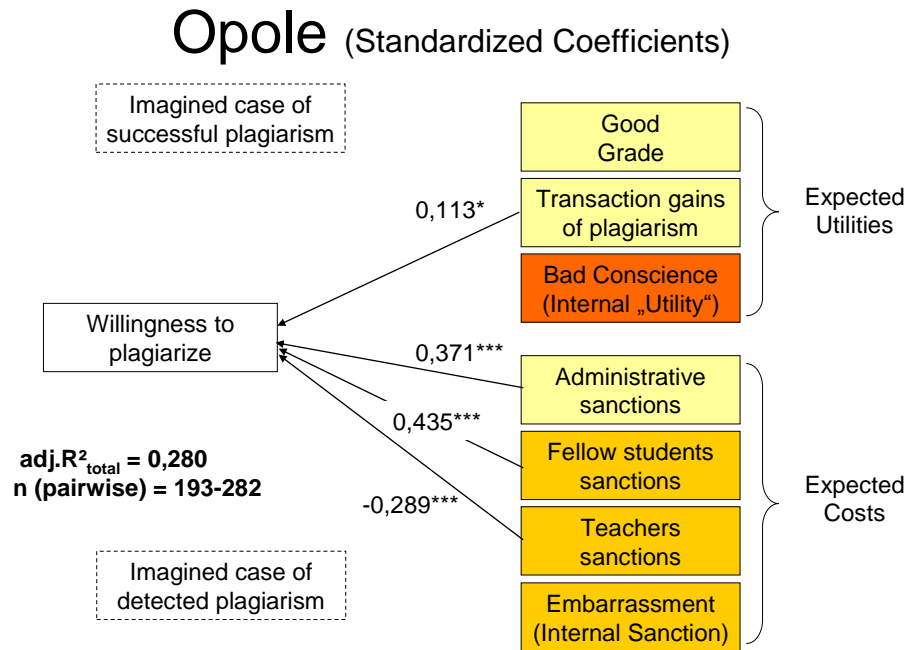 Opole (Standardized Coefficients)
Imagined case of
successful plagiarism
Good
Grade
Transaction gains
of plagiarism
Bad Conscience
(Internal „Utility“)
Expected
Utilities
0,113*
Willingness to
plagiarize
0,371***
0,435***
-0,289***
Administrative
sanctions
Fellow students
sanctions
Teachers
sanctions
Embarrassment
(Internal Sanction)
Expected
Costs
adj.R²total = 0,280
n (pairwise) = 193-282
Imagined case of
detected plagiarism